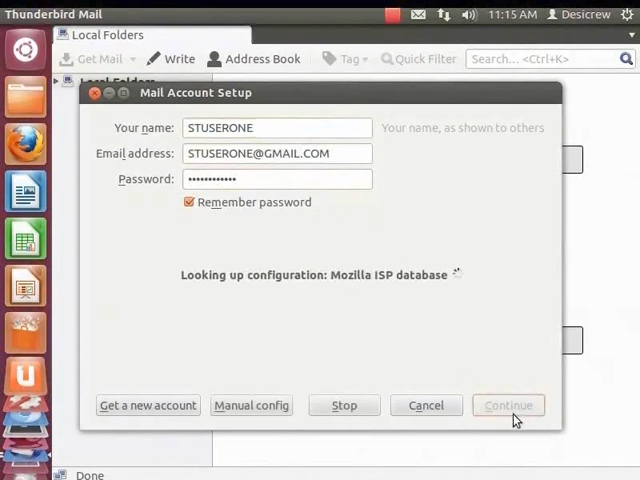 Thunderbird Mail
11:15 AM
Desicrew
Local Folders
Get Mail
Write
Address Book
Tag
Quick Filter
Search... <Ctrl+K>
Local Folders
Mail Account Setup
Your name:
STUSERONE
Your name, as shown to others
Email address:
STUSERONE@GMAIL.COM
Password:
••••••••••••
Remember password
Looking up configuration: Mozilla ISP database
Get a new account
Manual config
Stop
Cancel
Continue
Done